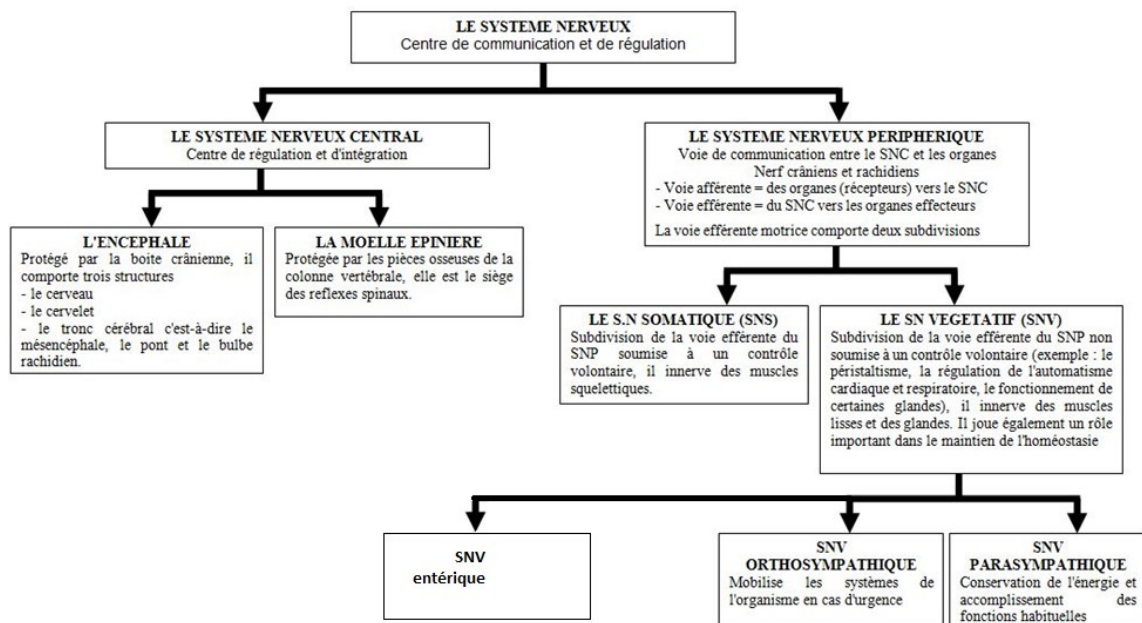 LE SYSTEME NERVEUX
Centre de communication et de régulation
LE SYSTEME NERVEUX CENTRAL
Centre de régulation et d'intégration
LE SYSTEME NERVEUX PERIPHERIQUE
Voie de communication entre le SNC et les organes
Nerf crâniens et rachidiens
- Voie afférente = des organes (récepteurs) vers le SNC
- Voie efférente = du SNC vers les organes effecteurs
La voie efférente motrice comporte deux subdivisions
L'ENCEPHALE
Protégé par la boite crânienne, il
comporte trois structures
- le cerveau
- le cervelet
- le tronc cérébral c'est-à-dire le
mésencéphale, le pont et le bulbe
rachidien.
LA MOELLE EPINIERE
Protégée par les pièces osseuses de la
colonne vertébrale, elle est le siège
des reflexes spinaux.
LE S.N SOMATIQUE (SNS)
Subdivision de la voie efférente du
SNP soumise à un contrôle
volontaire, il innerve des muscles
squelettiques.
LE SN VEGETATIF (SNV)
Subdivision de la voie efférente du SNP non
soumise à un contrôle volontaire (exemple : le
péristaltisme, la régulation de l'automatisme
cardiaque et respiratoire, le fonctionnement de
certaines glandes), il innerve des muscles
lisses et des glandes. Il joue également un rôle
important dans le maintien de l'homéostasie
SNV
entérique
SNV
ORTHOSYMPATHIQUE
Mobilise les systèmes de
l'organisme en cas d'urgence
SNV
PARASYMPATHIQUE
Conservation de l'énergie et
accomplissement des
fonctions habituelles